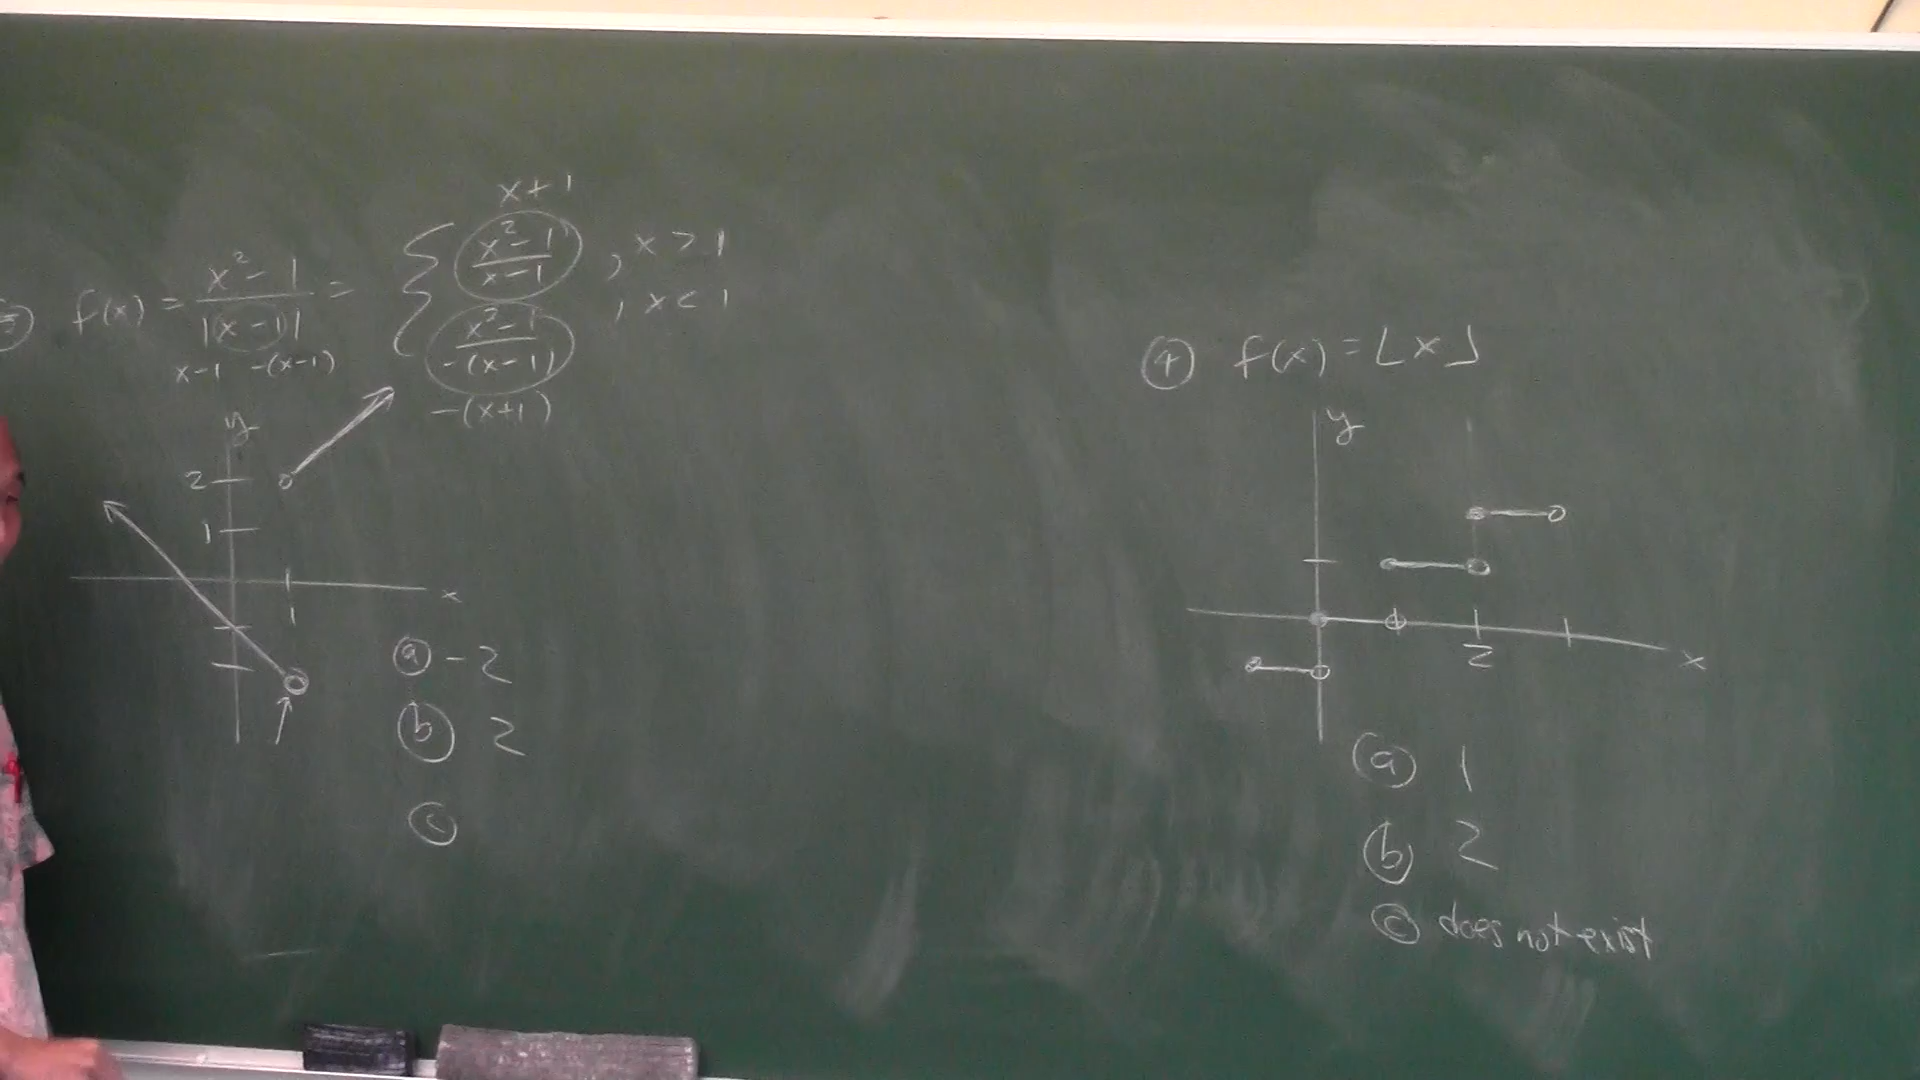 x+1
f(x) = x²-1 / |(x-1)| = { x²-1 / x-1 , x > 1
x²-1 / -(x-1) , x < 1
x-1 -(x-1)
-(x+1)
y
2
1
x
1
ⓐ -2
ⓑ 2
ⓒ
④ f(x) = ⌊x⌋
y
2
x
ⓐ 1
ⓑ 2
ⓒ does not exist